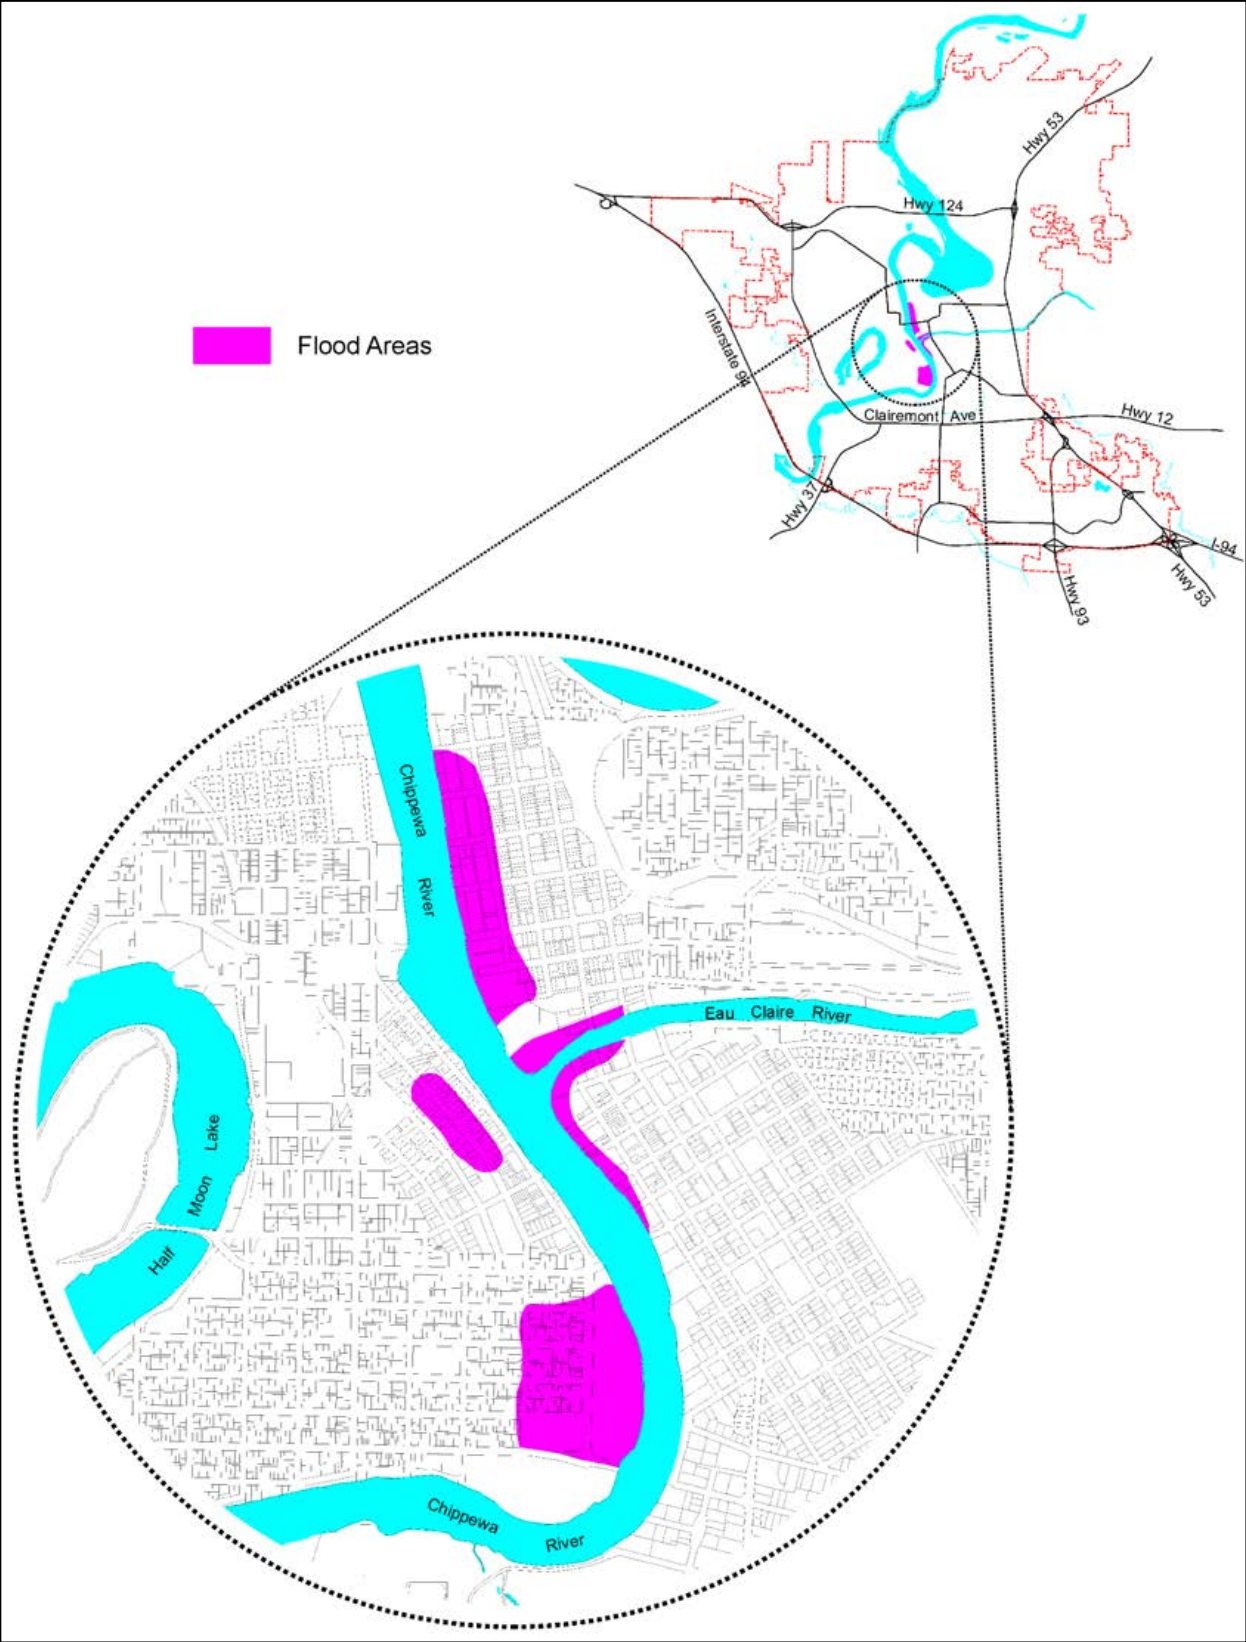 Hwy 53
Hwy 124
Flood Areas
Interstate 94
Clairemont Ave
Hwy 12
Hwy 37
I-94
Hwy 53
Hwy 93
Chippewa
River
Eau Claire River
Half Moon Lake
Chippewa
River